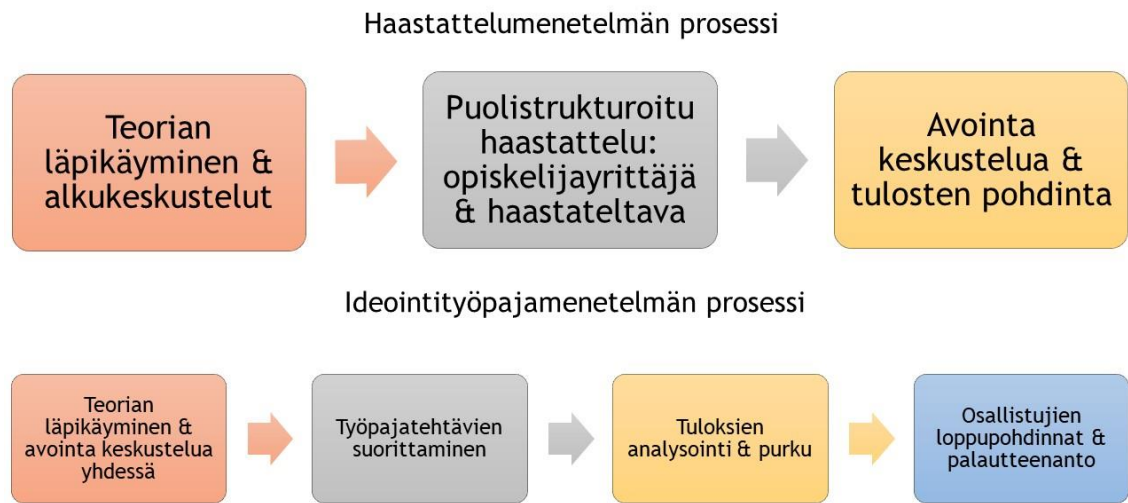 Haastattelumenetelmän prosessi
Teorian
läpikäyminen &
alkukeskustelut
Puolistrukturoitu
haastattelu:
opiskelijayrittäjä
& haastateltava
Avointa
keskustelua &
tulosten pohdinta
Ideointityöpajamenetelmän prosessi
Teorian
läpikäyminen &
avointa keskustelua
yhdessä
Työpajatehtävien
suorittaminen
Tuloksien
analysointi & purku
Osallistujien
loppupohdinnat &
palautteenanto